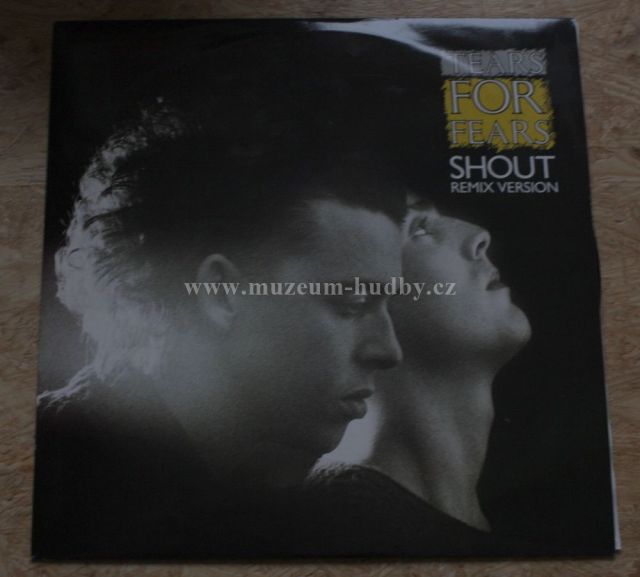 TEARS
FOR
FEARS
SHOUT
REMIX VERSION
www.muzeum-hudby.cz